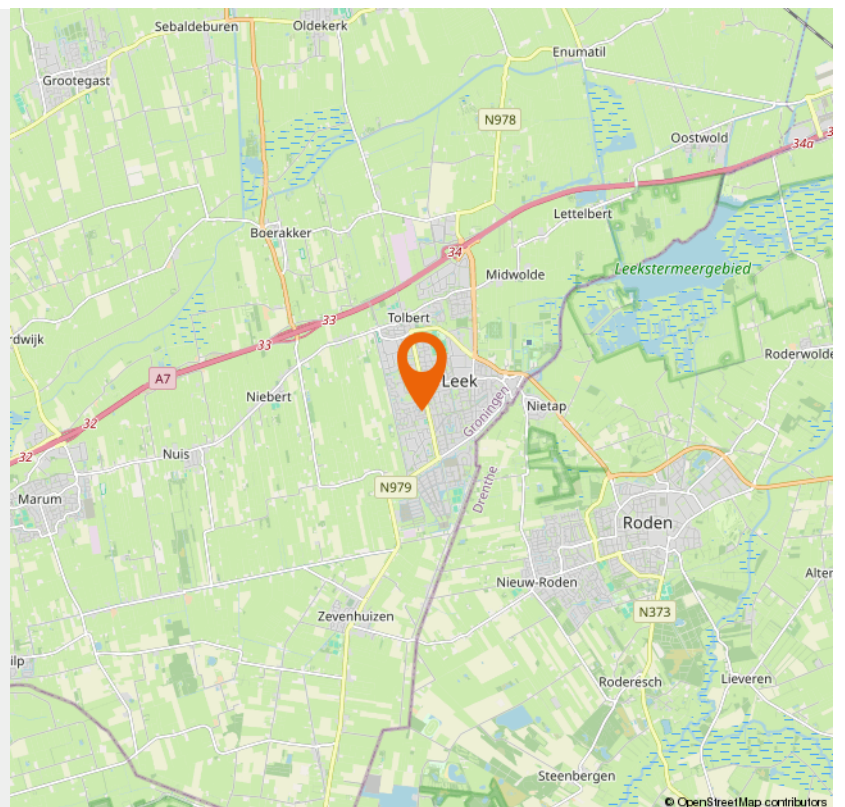 Sebaldeburen
Oldekerk
Enumatil
Grootegast
N978
Oostwold
34a
3
Lettelbert
Boerakker
34
Midwolde
Leekstermeergebied
Tolbert
33
rdwijk
33
Roderwolde
A7
Leek
Niebert
Nietap
Groningen
32
Nuis
32
N979
Drenthe
Marum
Roden
Nieuw-Roden
Alter
N373
Zevenhuizen
ilp
Roderesch
Lieveren
Steenbergen
© OpenStreetMap contributors